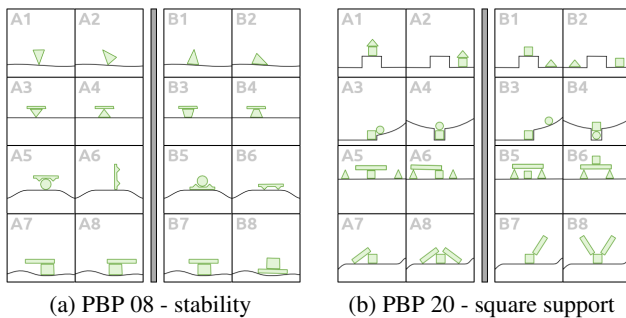 A1 A2 B1 B2
A3 A4 B3 B4
A5 A6 B5 B6
A7 A8 B7 B8
(a) PBP 08 - stability
A1 A2 B1 B2
A3 A4 B3 B4
A5 A6 B5 B6
A7 A8 B7 B8
(b) PBP 20 - square support